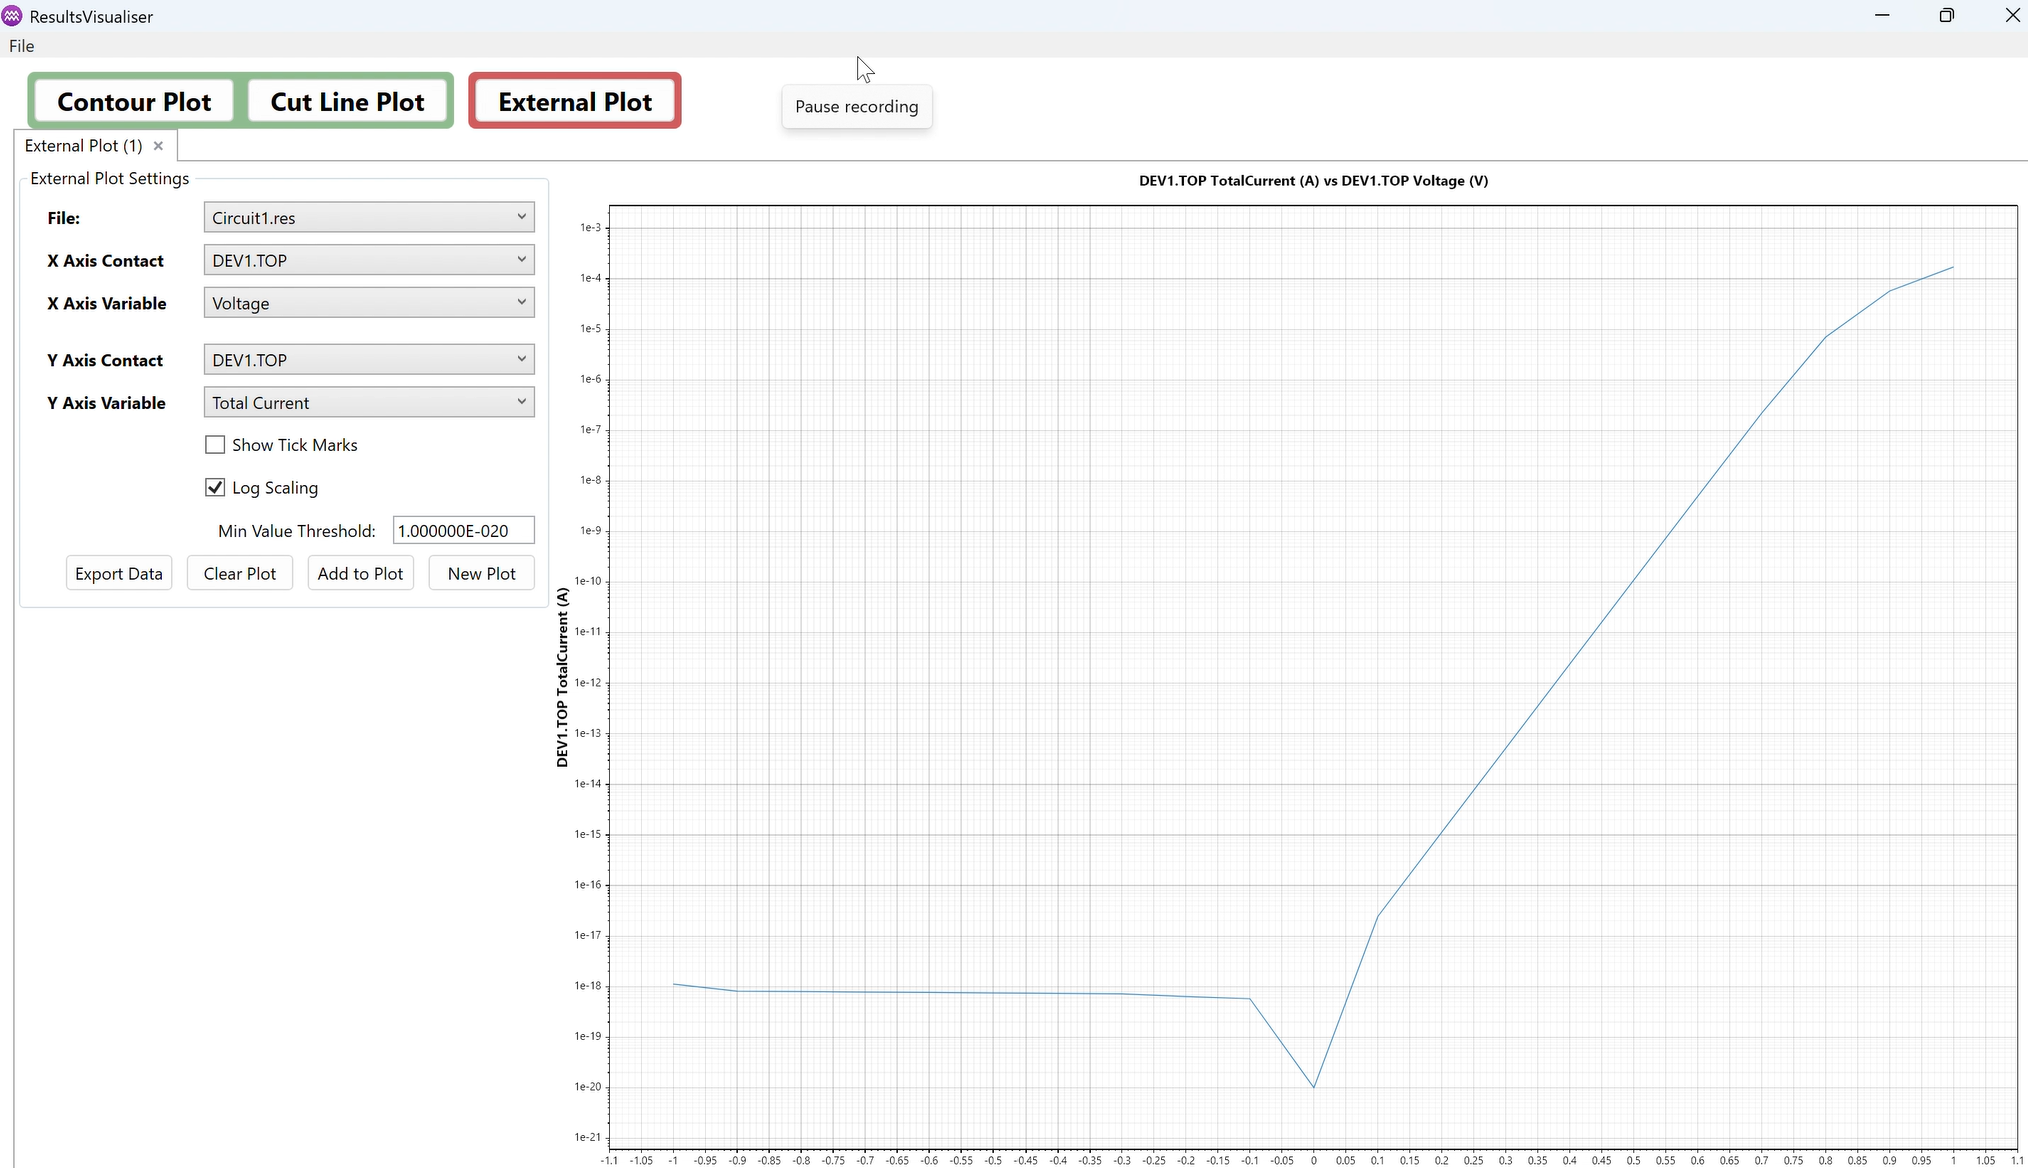 ResultsVisualiser
File
Contour Plot Cut Line Plot External Plot
Pause recording
External Plot (1)
External Plot Settings
File: Circuit1.res
X Axis Contact DEV1.TOP
X Axis Variable Voltage
Y Axis Contact DEV1.TOP
Y Axis Variable Total Current
Show Tick Marks
Log Scaling
Min Value Threshold: 1.000000E-020
Export Data Clear Plot Add to Plot New Plot
DEV1.TOP TotalCurrent (A) vs DEV1.TOP Voltage (V)
DEV1.TOP TotalCurrent (A)
1e-3
1e-4
1e-5
1e-6
1e-7
1e-8
1e-9
1e-10
1e-11
1e-12
1e-13
1e-14
1e-15
1e-16
1e-17
1e-18
1e-19
1e-20
1e-21
-1.1 -1.05 -1 -0.95 -0.9 -0.85 -0.8 -0.75 -0.7 -0.65 -0.6 -0.55 -0.5 -0.45 -0.4 -0.35 -0.3 -0.25 -0.2 -0.15 -0.1 -0.05 0 0.05 0.1 0.15 0.2 0.25 0.3 0.35 0.4 0.45 0.5 0.55 0.6 0.65 0.7 0.75 0.8 0.85 0.9 0.95 1 1.05 1.1